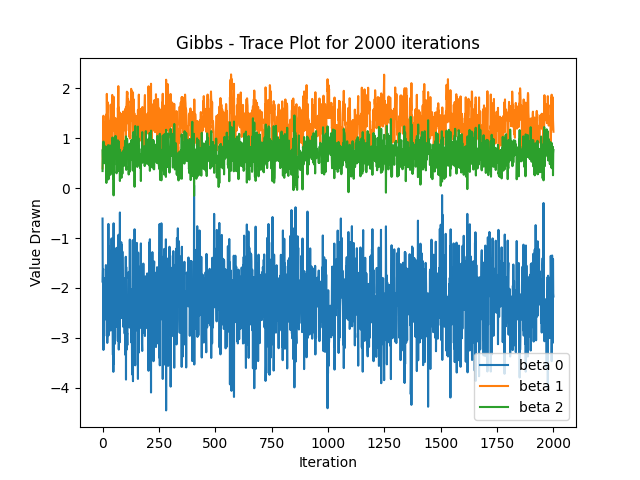 Gibbs - Trace Plot for 2000 iterations
2
1
0
−1
−2
−3
−4
Value Drawn
0 250 500 750 1000 1250 1500 1750 2000
Iteration
beta 0
beta 1
beta 2